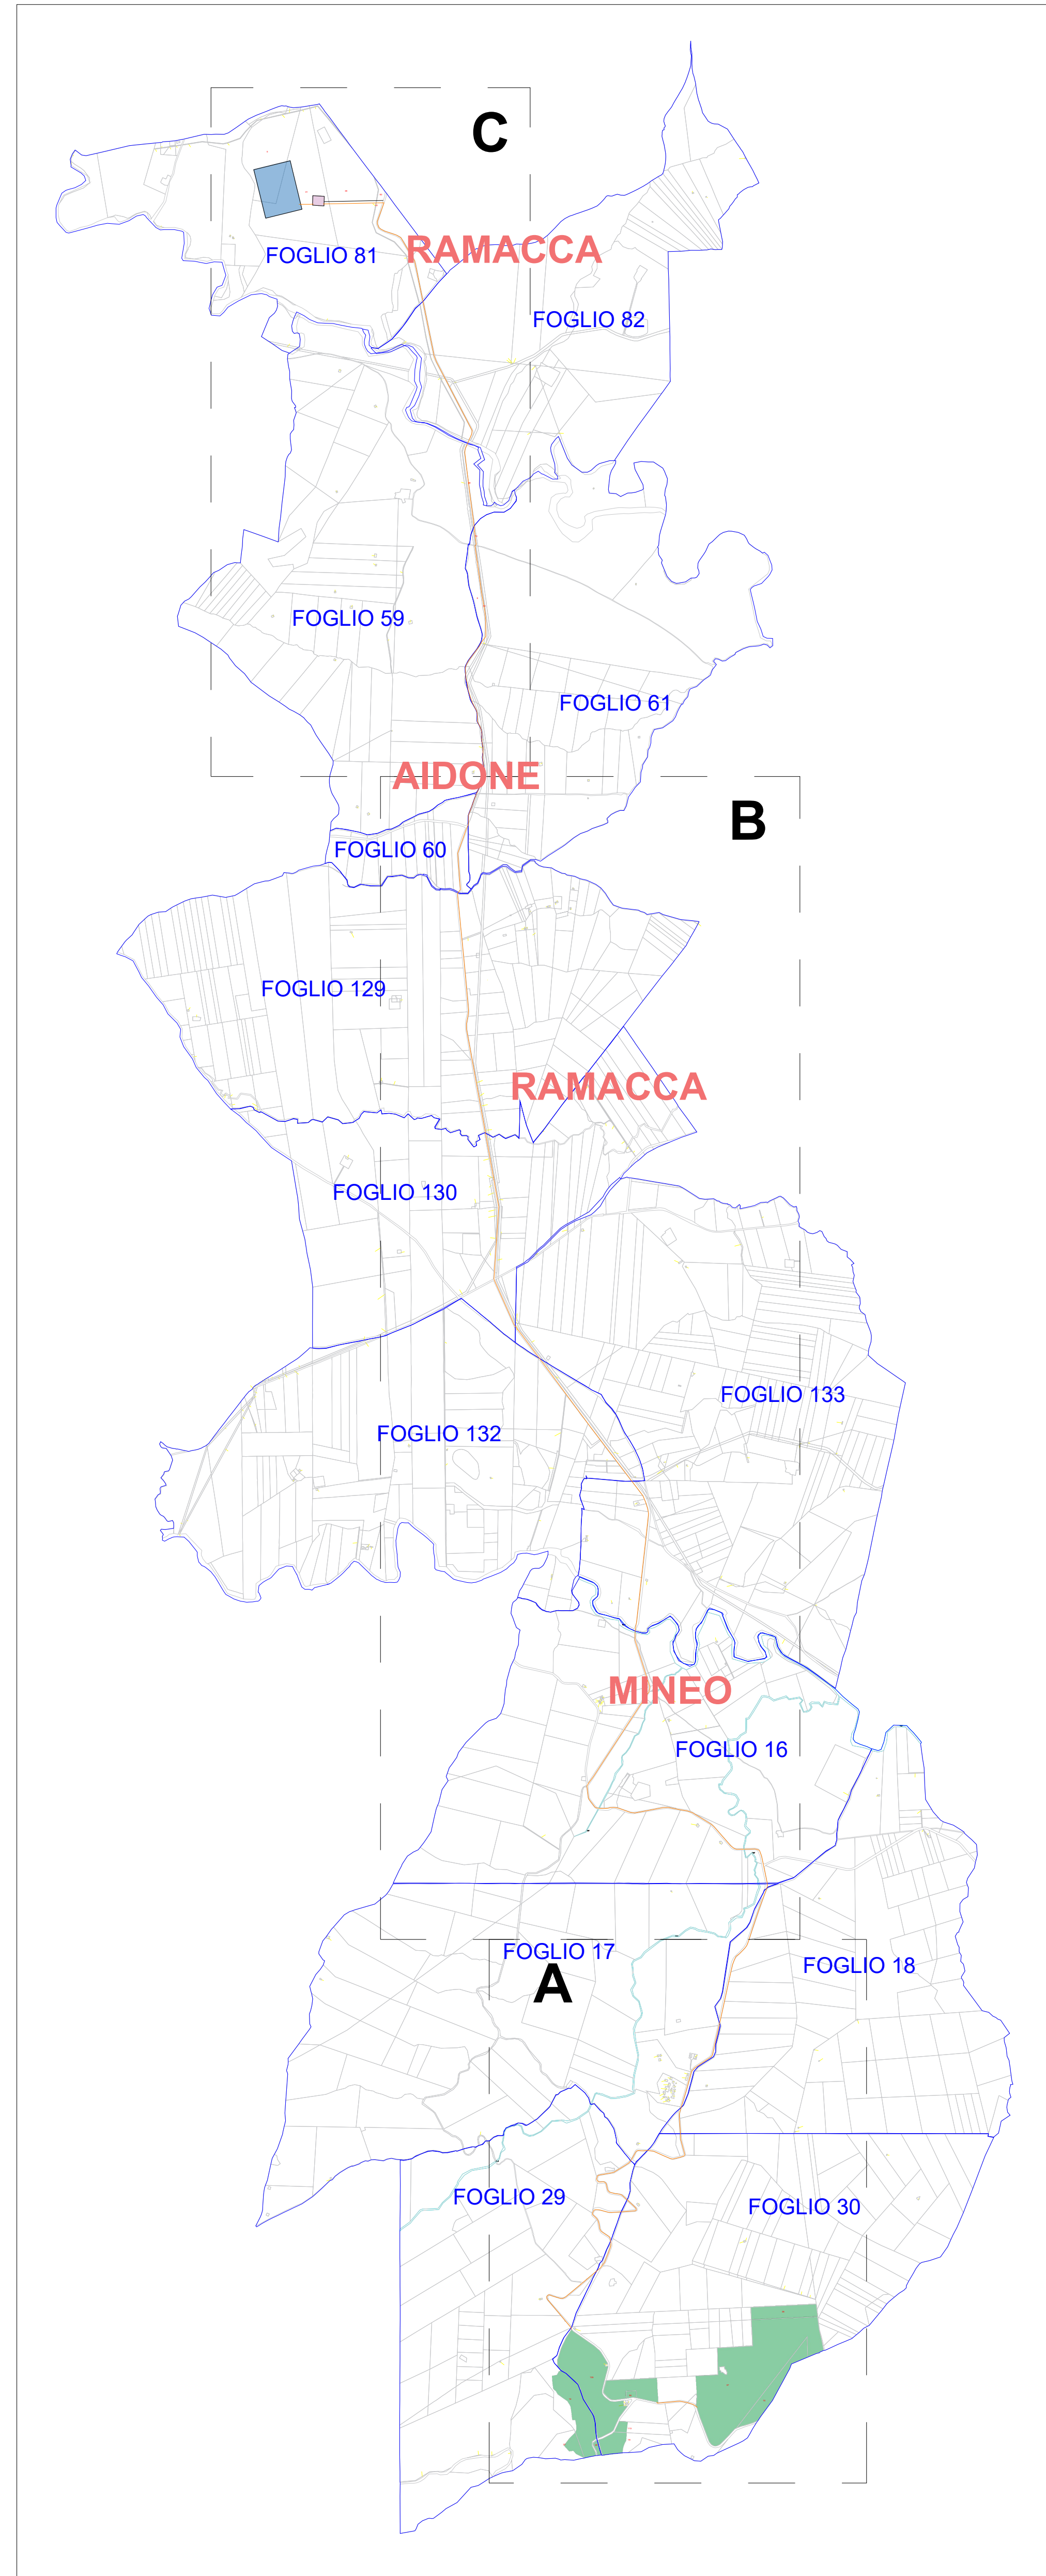 C
RAMACCA
FOGLIO 81
FOGLIO 82
FOGLIO 59
FOGLIO 61
AIDONE
B
FOGLIO 60
FOGLIO 129
RAMACCA
FOGLIO 130
FOGLIO 133
FOGLIO 132
MINEO
FOGLIO 16
FOGLIO 17
FOGLIO 18
A
FOGLIO 29
FOGLIO 30